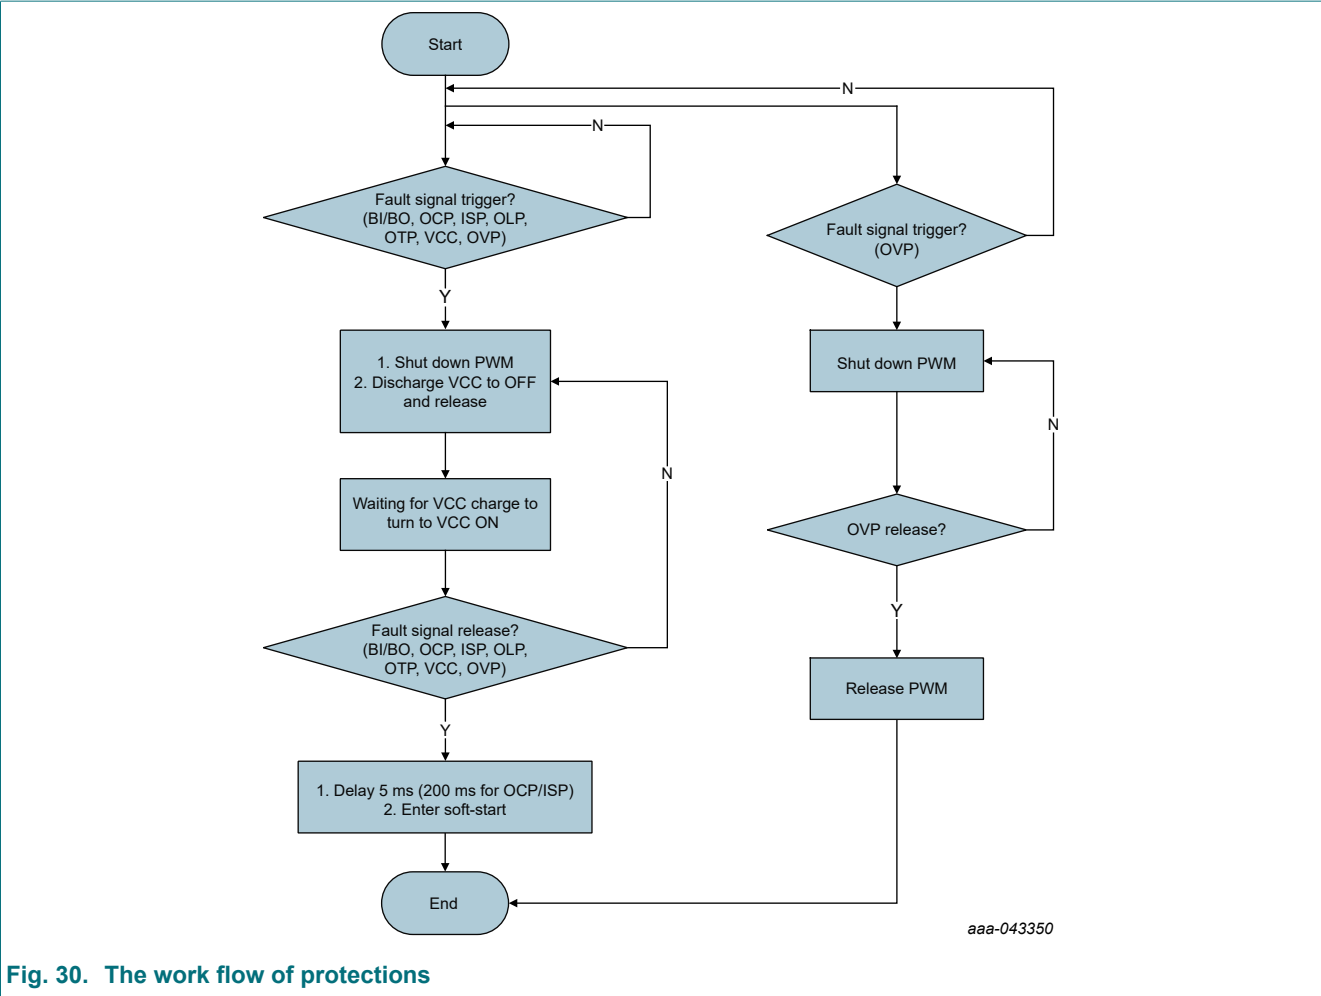 Start
N
N
Fault signal trigger?
(BI/BO, OCP, ISP, OLP,
OTP, VCC, OVP)
Y
1. Shut down PWM
2. Discharge VCC to OFF
and release
N
Waiting for VCC charge to
turn to VCC ON
Fault signal release?
(BI/BO, OCP, ISP, OLP,
OTP, VCC, OVP)
Y
1. Delay 5 ms (200 ms for OCP/ISP)
2. Enter soft-start
End
Fault signal trigger?
(OVP)
Shut down PWM
N
OVP release?
Y
Release PWM
aaa-043350
Fig. 30. The work flow of protections